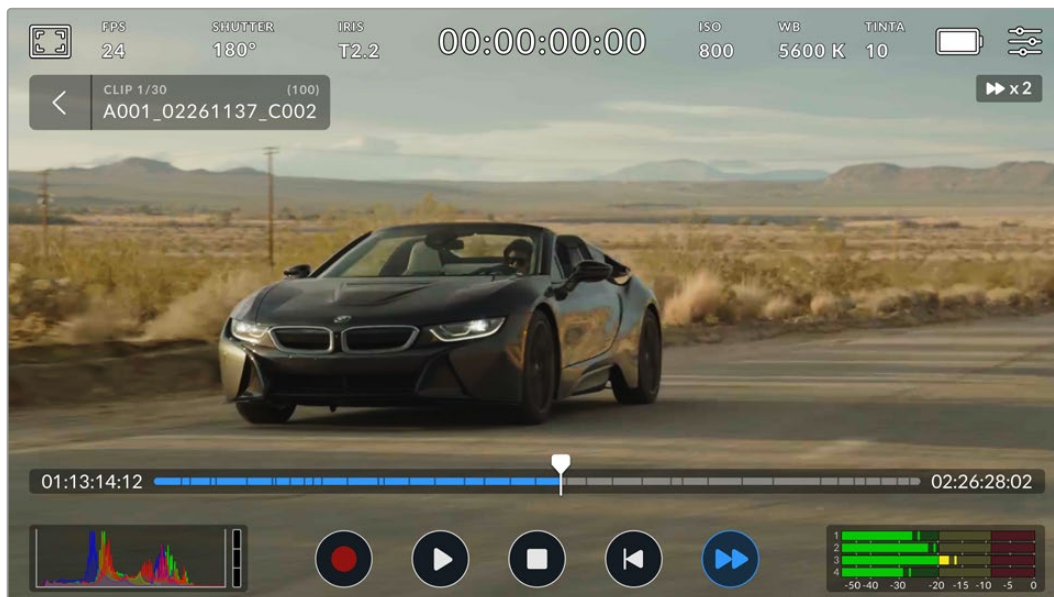 FPS SHUTTER IRIS ISO WB TINTA
24 180° T2.2 00:00:00:00 800 5600 K 10
CLIP 1/30 (100)
A001_02261137_C002
x 2
01:13:14:12 02:26:28:02
1
2
3
4
-50 -40 -30 -20 -15 -10 -5 0